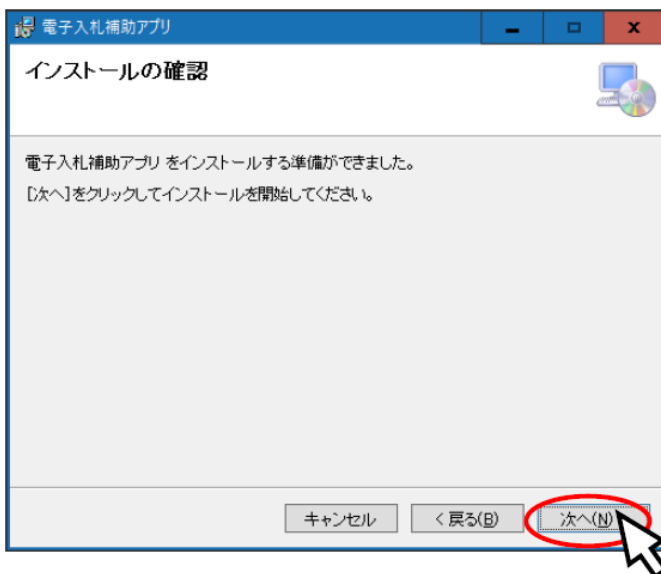 電子入札補助アプリ
インストールの確認
電子入札補助アプリ をインストールする準備ができました。
[次へ]をクリックしてインストールを開始してください。
キャンセル
< 戻る(B)
次へ(N)